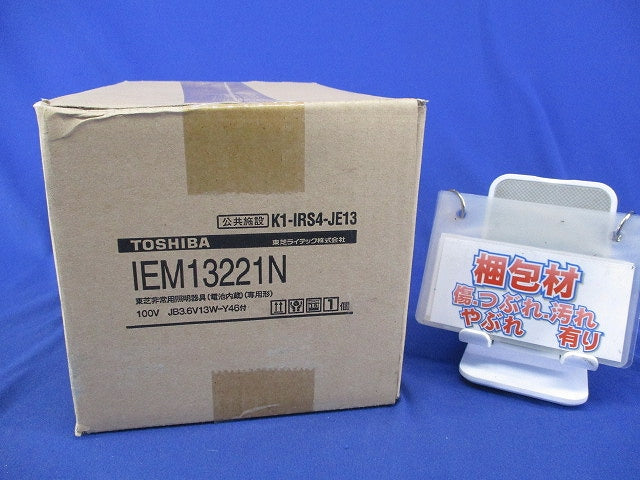 公共施設 K1-IRS4-JE13
TOSHIBA 東芝ライテック株式会社
IEM13221N
東芝非常用照明器具(電池内蔵)(専用形)
100V JB3.6V13W-Y46付 1個
梱包材
傷、つぶれ、汚れ
やぶれ 有り